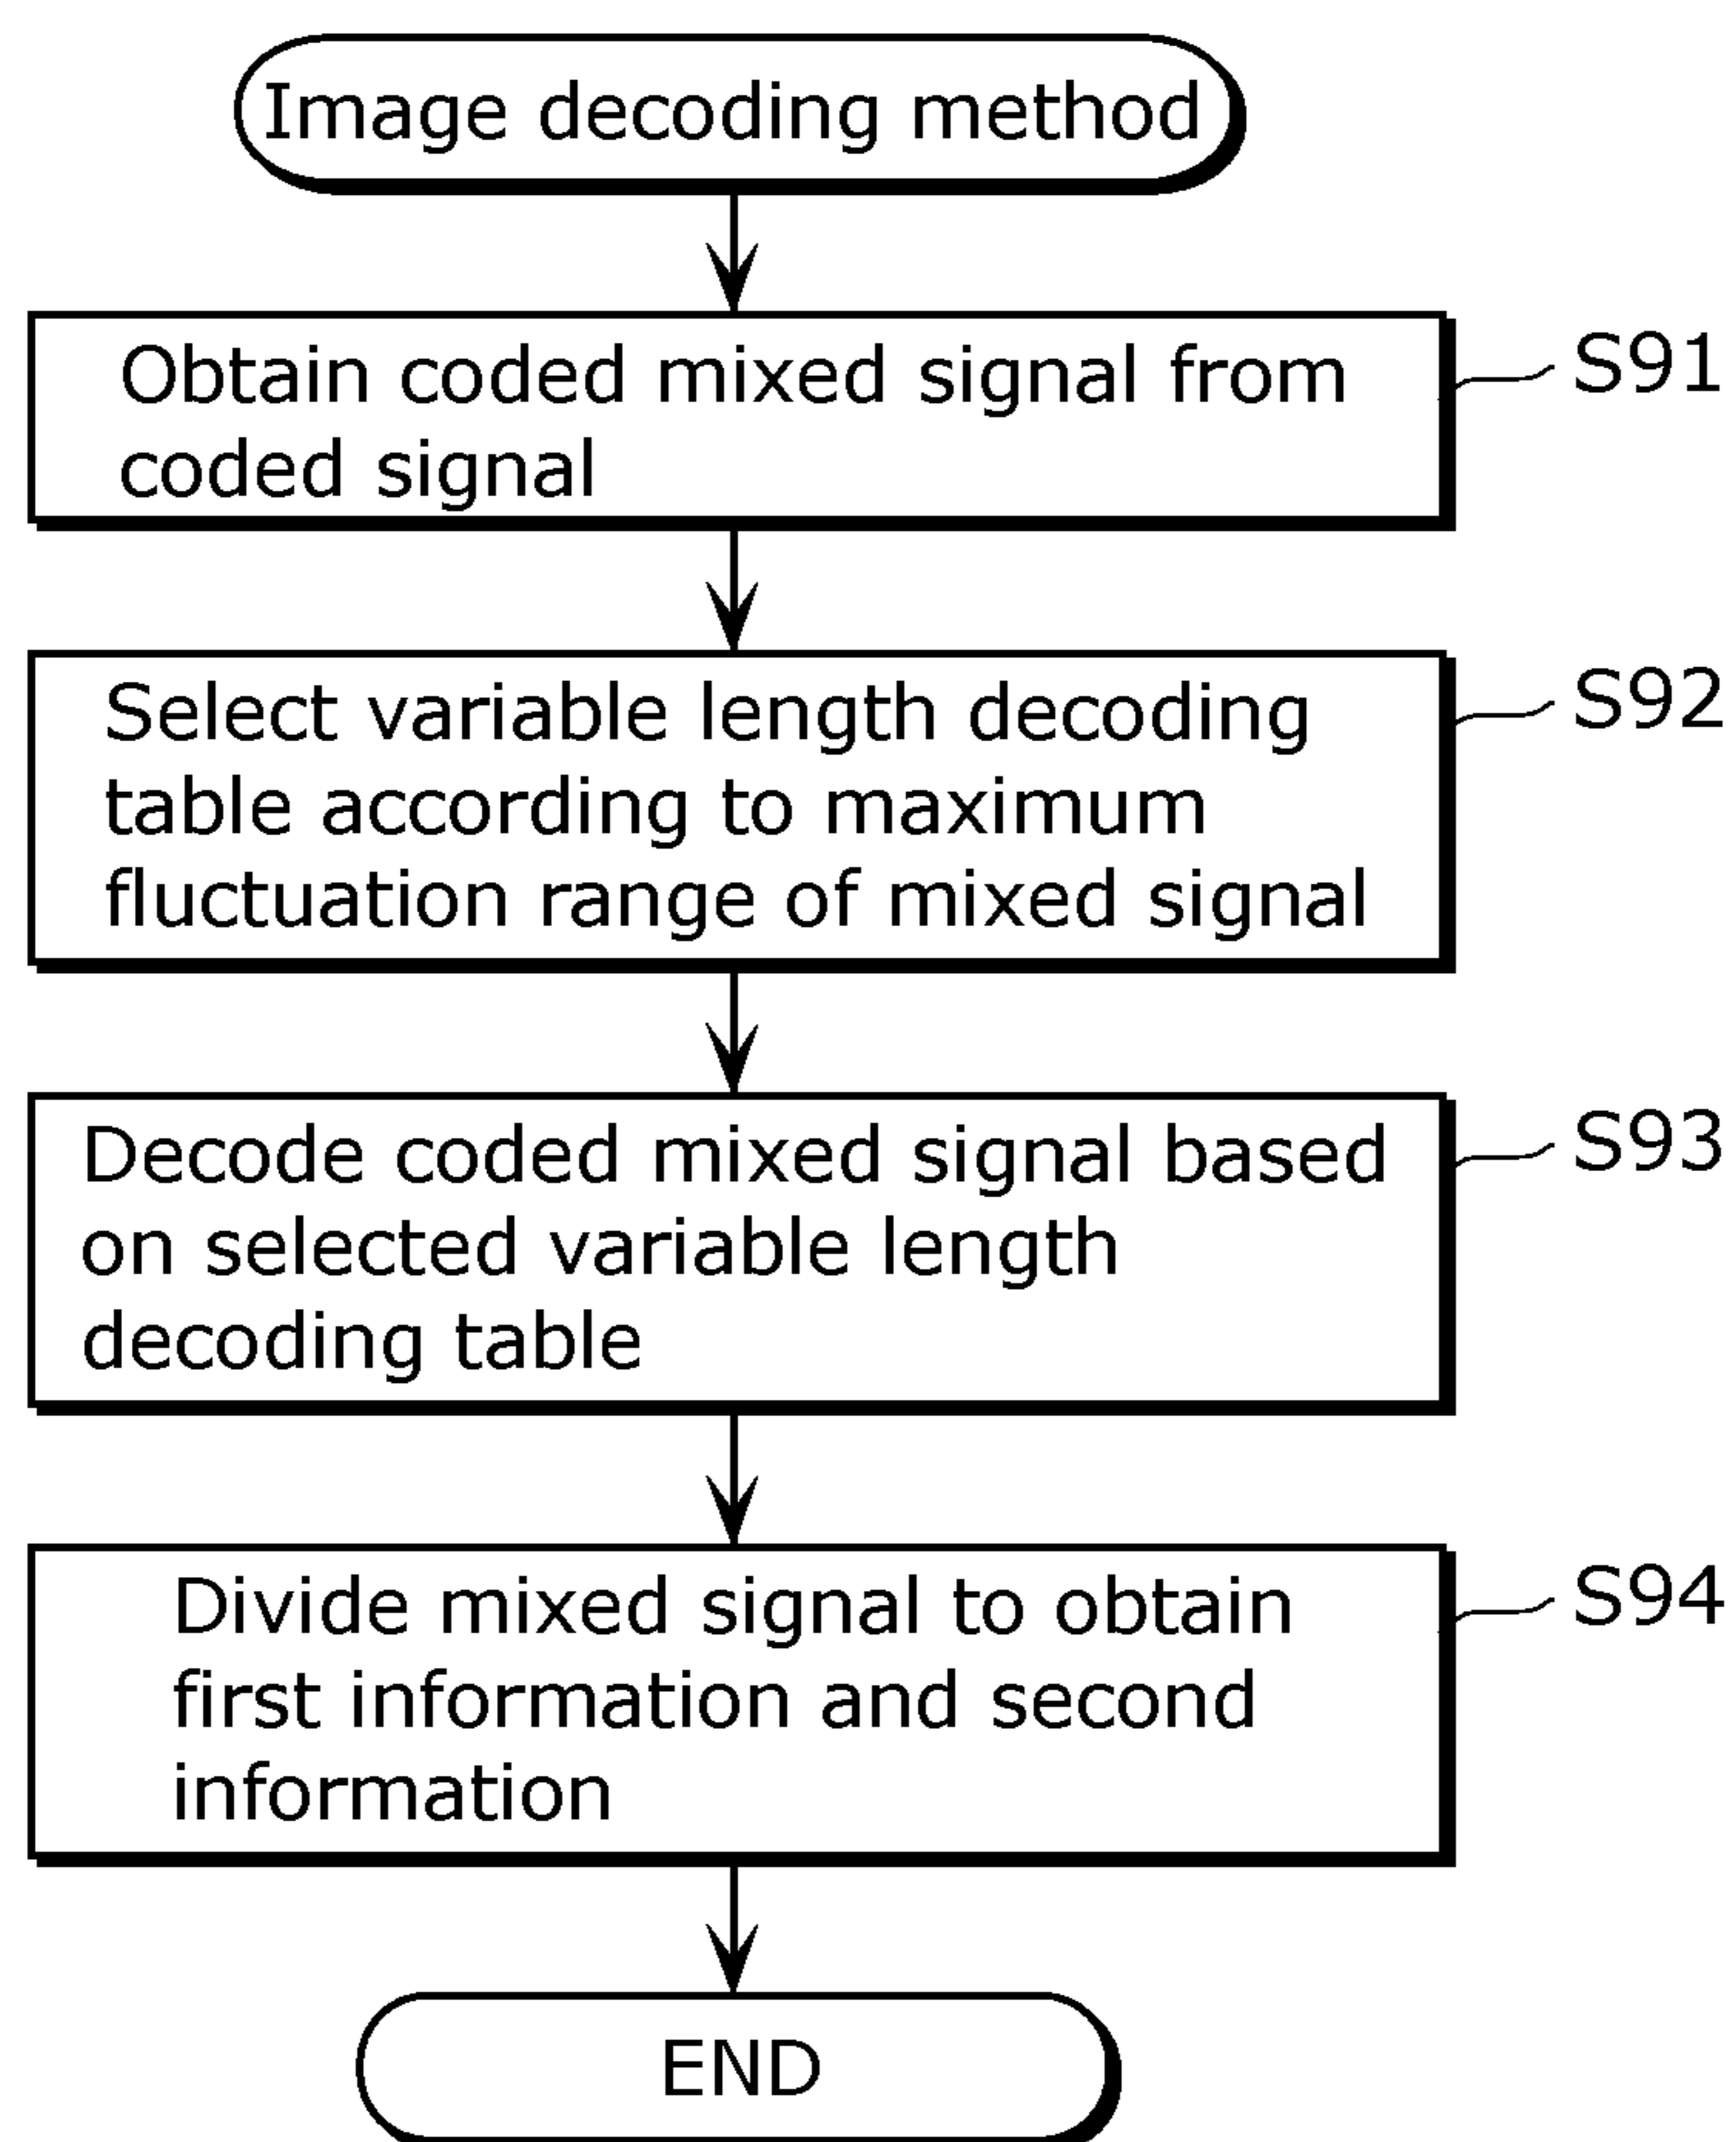 Image decoding method
Obtain coded mixed signal from
coded signal
S91
Select variable length decoding
table according to maximum
fluctuation range of mixed signal
S92
Decode coded mixed signal based
on selected variable length
decoding table
S93
Divide mixed signal to obtain
first information and second
information
S94
END